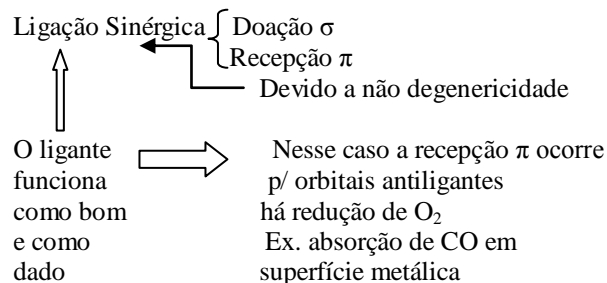 Ligação Sinérgica Doação σ
Recepção π
Devido a não degenericidade
O ligante
funciona
como bom
e como
dado
Nesse caso a recepção π ocorre
p/ orbitais antiligantes
há redução de O₂
Ex. absorção de CO em
superfície metálica